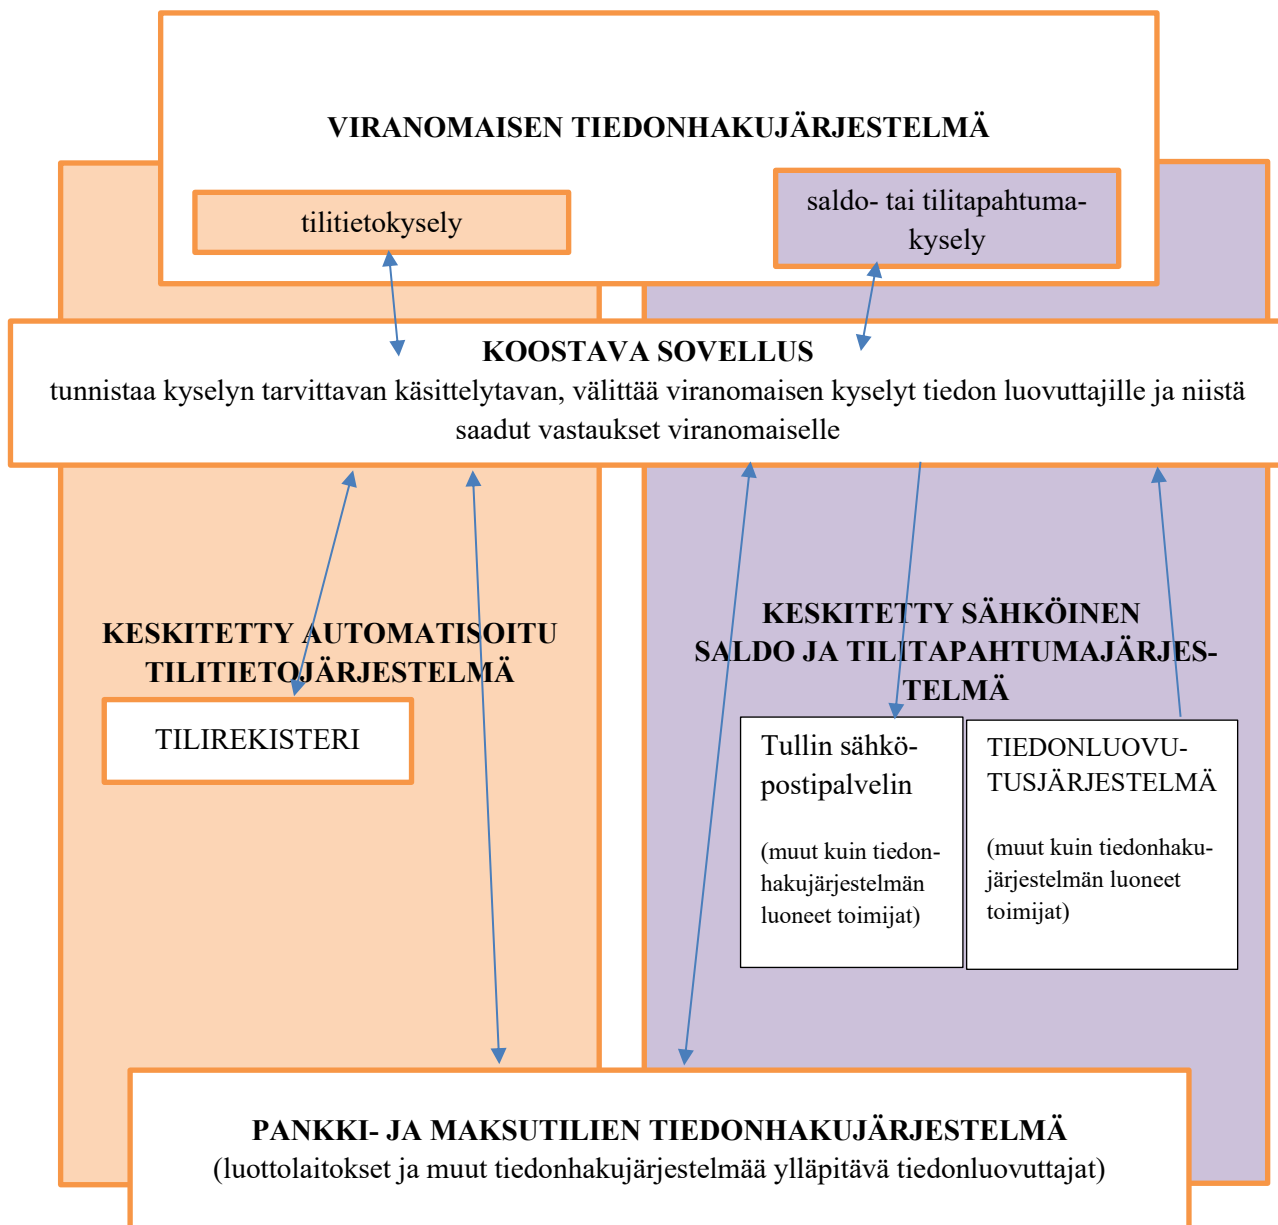 VIRANOMAISEN TIEDONHAKUJÄRJESTELMÄ
tilitietokysely
saldo- tai tilitapahtuma-
kysely
KOOSTAVA SOVELLUS
tunnistaa kyselyn tarvittavan käsittelytavan, välittää viranomaisen kyselyt tiedon luovuttajille ja niistä
saadut vastaukset viranomaiselle
KESKITETTY AUTOMATISOITU
TILITIETOJÄRJESTELMÄ
TILIREKISTERI
KESKITETTY SÄHKÖINEN
SALDO JA TILITAPAHTUMAJÄRJES-
TELMÄ
Tullin sähkö-
postipalvelin
(muut kuin tiedon-
hakujärjestelmän
luoneet toimijat)
TIEDONLUOVU-
TUSJÄRJESTELMÄ
(muut kuin tiedonhaku-
järjestelmän luoneet
toimijat)
PANKKI- JA MAKSUTILIEN TIEDONHAKUJÄRJESTELMÄ
(luottolaitokset ja muut tiedonhakujärjestelmää ylläpitävä tiedonluovuttajat)